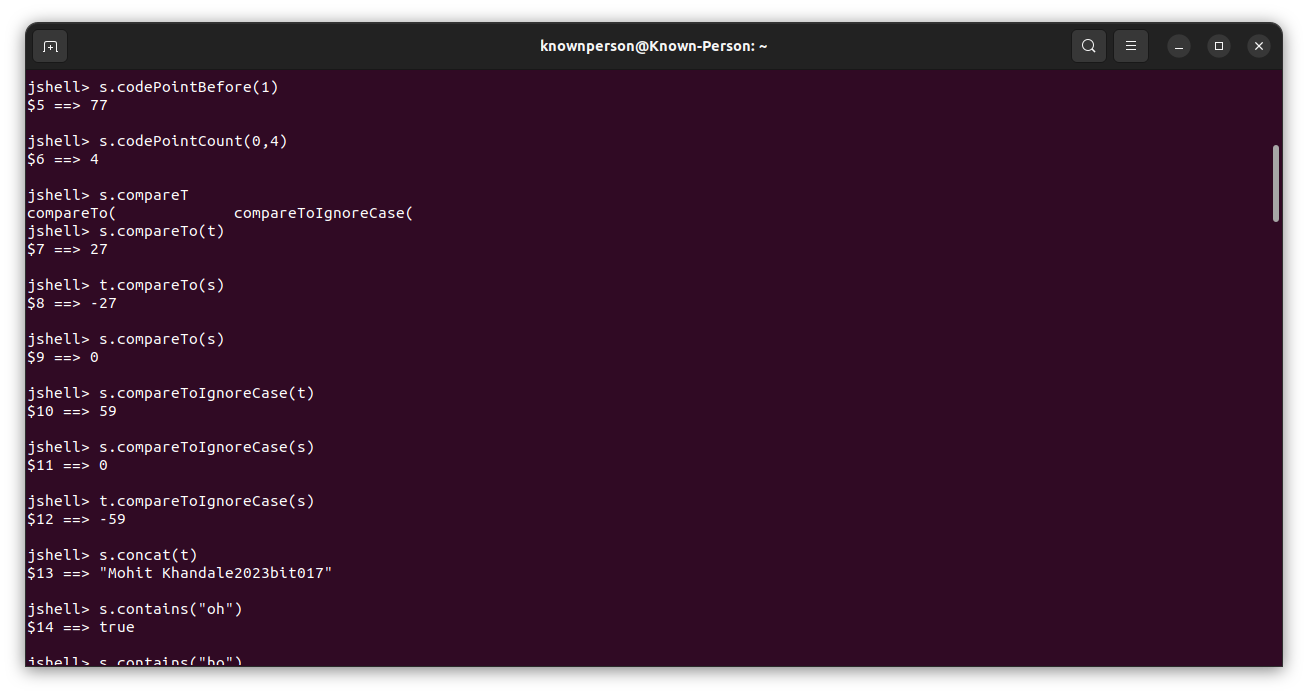 knownperson@Known-Person: ~
jshell> s.codePointBefore(1)
$5 ==> 77
jshell> s.codePointCount(0,4)
$6 ==> 4
jshell> s.compareT
compareTo(             compareToIgnoreCase(
jshell> s.compareTo(t)
$7 ==> 27
jshell> t.compareTo(s)
$8 ==> -27
jshell> s.compareTo(s)
$9 ==> 0
jshell> s.compareToIgnoreCase(t)
$10 ==> 59
jshell> s.compareToIgnoreCase(s)
$11 ==> 0
jshell> t.compareToIgnoreCase(s)
$12 ==> -59
jshell> s.concat(t)
$13 ==> "Mohit Khandale2023bit017"
jshell> s.contains("oh")
$14 ==> true
jshell> s.contains("ho")